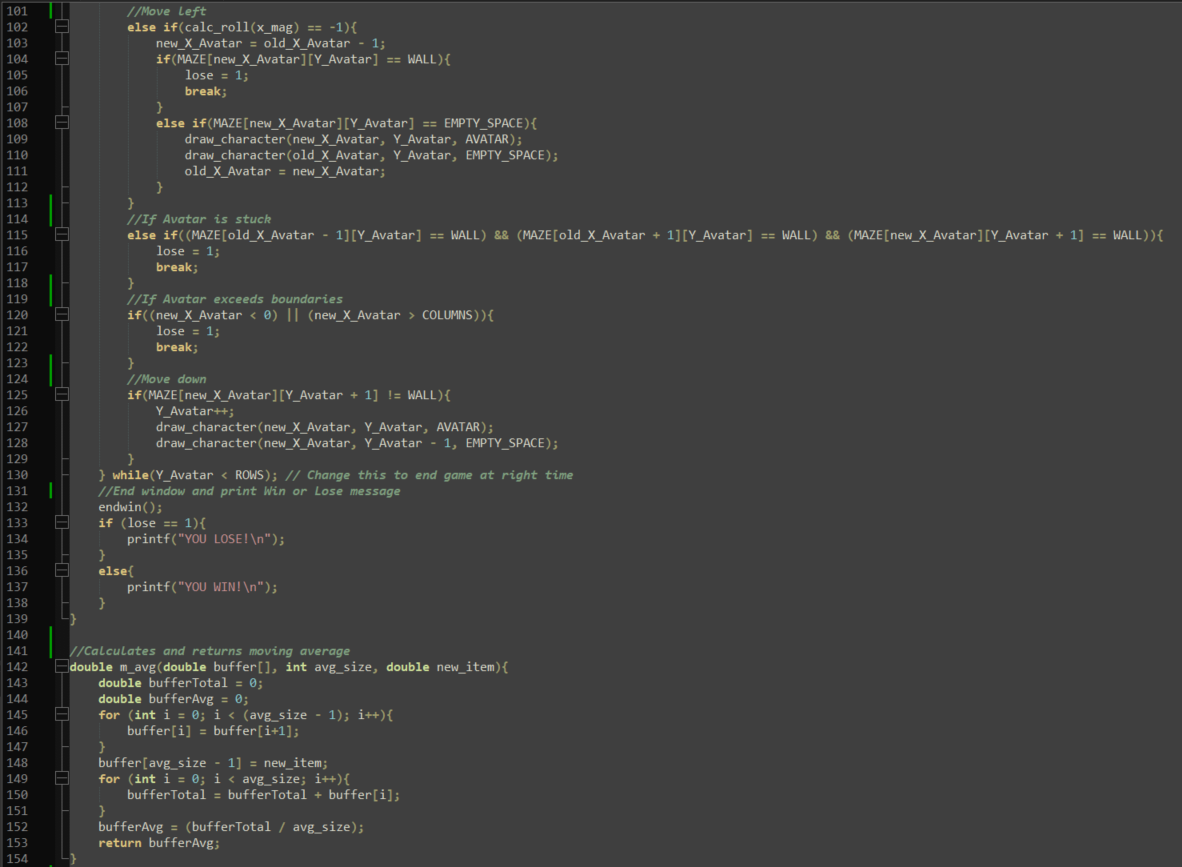 101 //Move left
102 else if(calc_roll(x_mag) == -1){
103 new_X_Avatar = old_X_Avatar - 1;
104 if(MAZE[new_X_Avatar][Y_Avatar] == WALL){
105 lose = 1;
106 break;
107 }
108 else if(MAZE[new_X_Avatar][Y_Avatar] == EMPTY_SPACE){
109 draw_character(new_X_Avatar, Y_Avatar, AVATAR);
110 draw_character(old_X_Avatar, Y_Avatar, EMPTY_SPACE);
111 old_X_Avatar = new_X_Avatar;
112 }
113 }
114 //If Avatar is stuck
115 else if((MAZE[old_X_Avatar - 1][Y_Avatar] == WALL) && (MAZE[old_X_Avatar + 1][Y_Avatar] == WALL) && (MAZE[new_X_Avatar][Y_Avatar + 1] == WALL)){
116 lose = 1;
117 break;
118 }
119 //If Avatar exceeds boundaries
120 if((new_X_Avatar < 0) || (new_X_Avatar > COLUMNS)){
121 lose = 1;
122 break;
123 }
124 //Move down
125 if(MAZE[new_X_Avatar][Y_Avatar + 1] != WALL){
126 Y_Avatar++;
127 draw_character(new_X_Avatar, Y_Avatar, AVATAR);
128 draw_character(new_X_Avatar, Y_Avatar - 1, EMPTY_SPACE);
129 }
130 } while(Y_Avatar < ROWS); // Change this to end game at right time
131 //End window and print Win or Lose message
132 endwin();
133 if (lose == 1){
134 printf("YOU LOSE!\n");
135 }
136 else{
137 printf("YOU WIN!\n");
138 }
139 }
140
141 //Calculates and returns moving average
142 double m_avg(double buffer[], int avg_size, double new_item){
143 double bufferTotal = 0;
144 double bufferAvg = 0;
145 for (int i = 0; i < (avg_size - 1); i++){
146 buffer[i] = buffer[i+1];
147 }
148 buffer[avg_size - 1] = new_item;
149 for (int i = 0; i < avg_size; i++){
150 bufferTotal = bufferTotal + buffer[i];
151 }
152 bufferAvg = (bufferTotal / avg_size);
153 return bufferAvg;
154 }